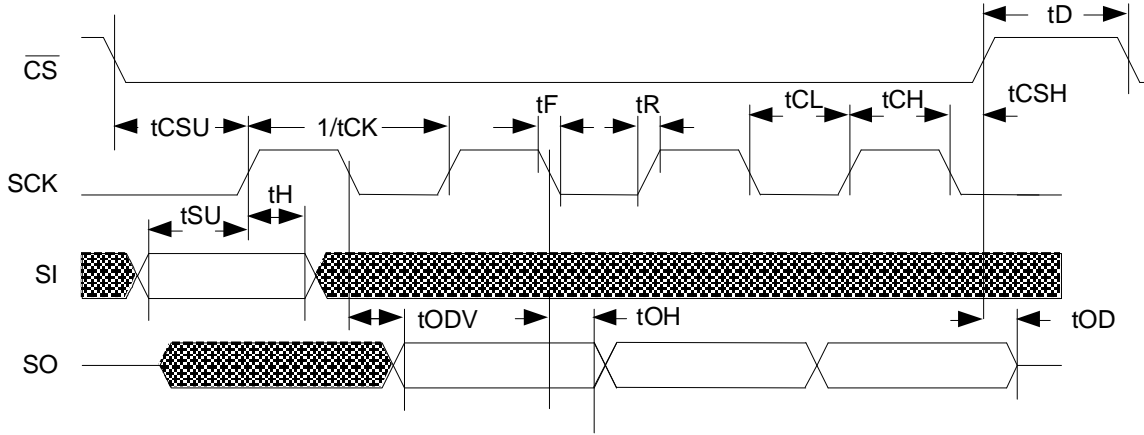 tD
CS
tF
tR
tCL
tCH
tCSH
tCSU
1/tCK
SCK
tH
tSU
SI
tODV
tOH
tOD
SO